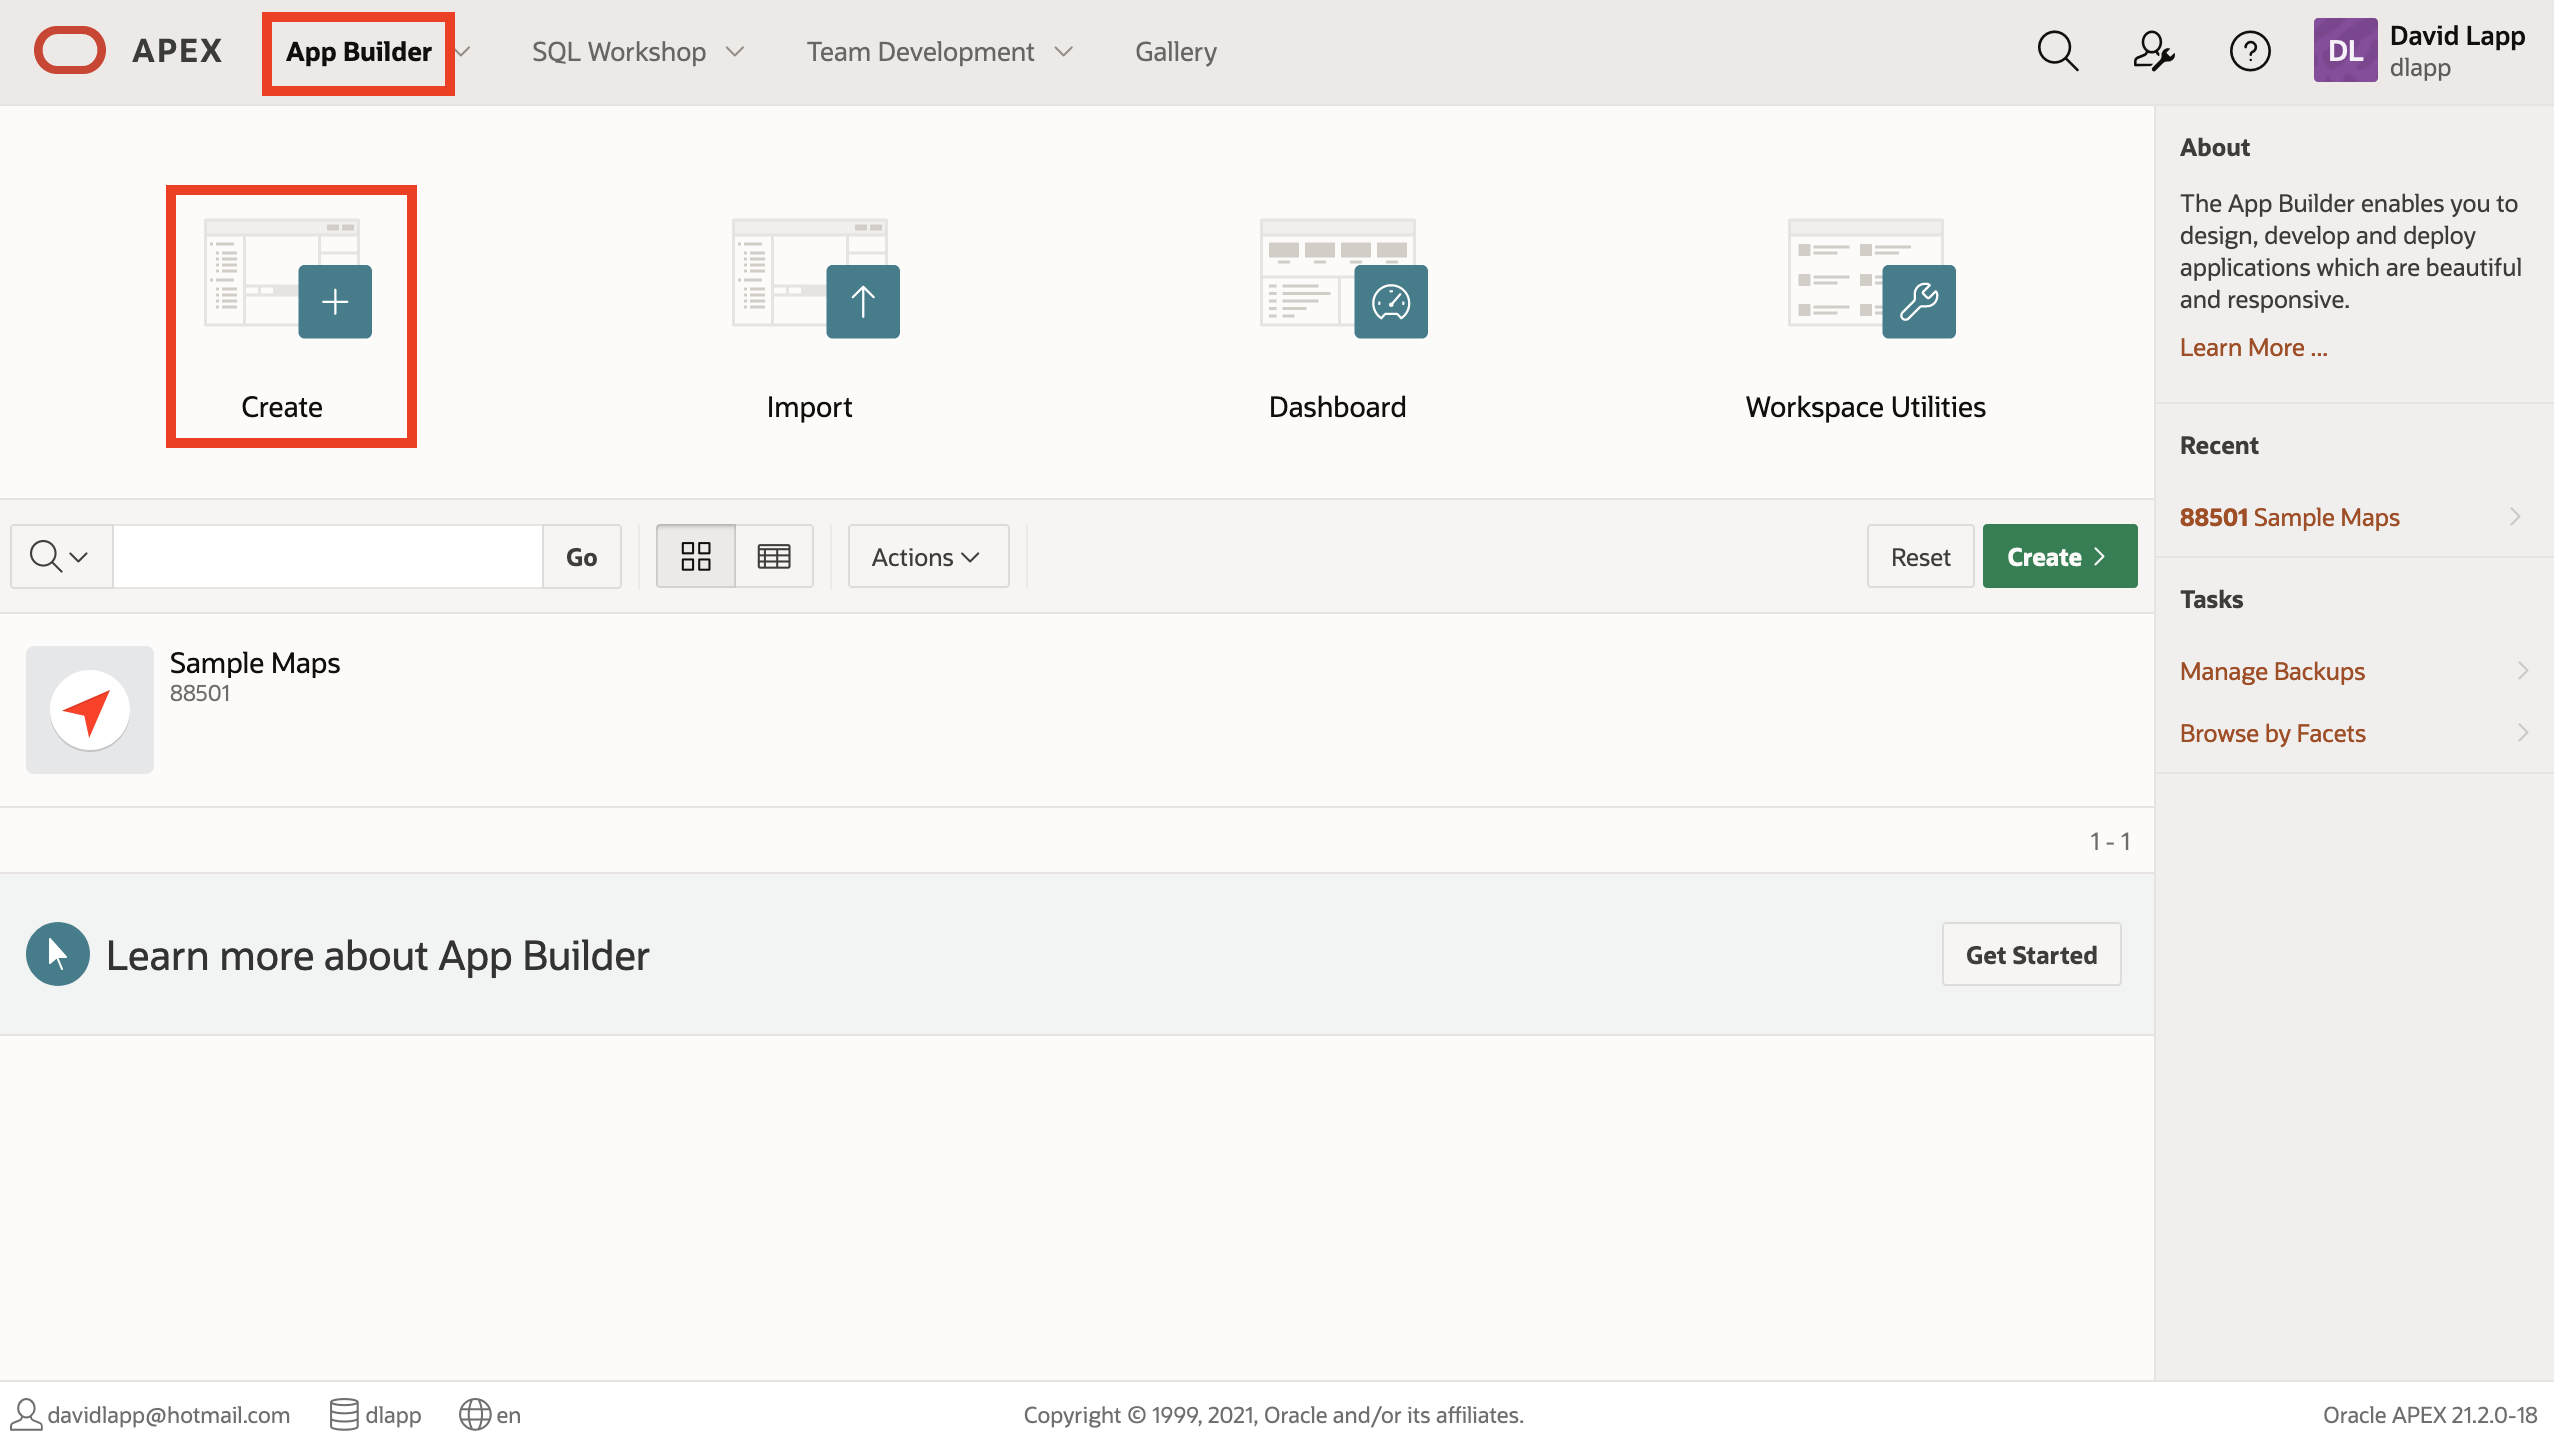 APEX
App Builder
SQL Workshop
Team Development
Gallery
DL
David Lapp
dlapp
Create
Import
Dashboard
Workspace Utilities
About
The App Builder enables you to
design, develop and deploy
applications which are beautiful
and responsive.
Learn More ...
Recent
88501 Sample Maps
Tasks
Manage Backups
Browse by Facets
Go
Actions
Reset
Create
Sample Maps
88501
1 - 1
Learn more about App Builder
Get Started
davidlapp@hotmail.com
dlapp
en
Copyright © 1999, 2021, Oracle and/or its affiliates.
Oracle APEX 21.2.0-18